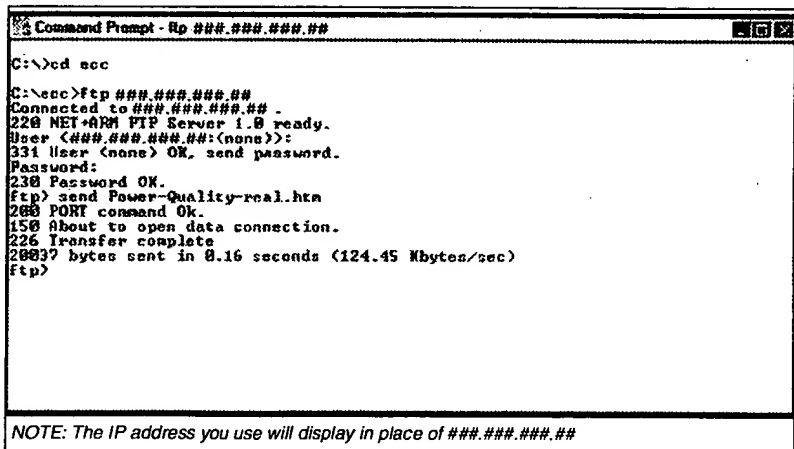 Command Prompt - ftp ###.###.###.##
C:\>cd ecc
C:\ecc>ftp ###.###.###.##
Connected to ###.###.###.## .
220 NET+ARM FTP Server 1.0 ready.
User (###.###.###.##:(none)):
331 User (none) OK, send password.
Password:
230 Password OK.
ftp> send Power-Quality-real.htm
200 PORT command Ok.
150 About to open data connection.
226 Transfer complete
20037 bytes sent in 0.16 seconds (124.45 Kbytes/sec)
ftp>
NOTE: The IP address you use will display in place of ###.###.###.##